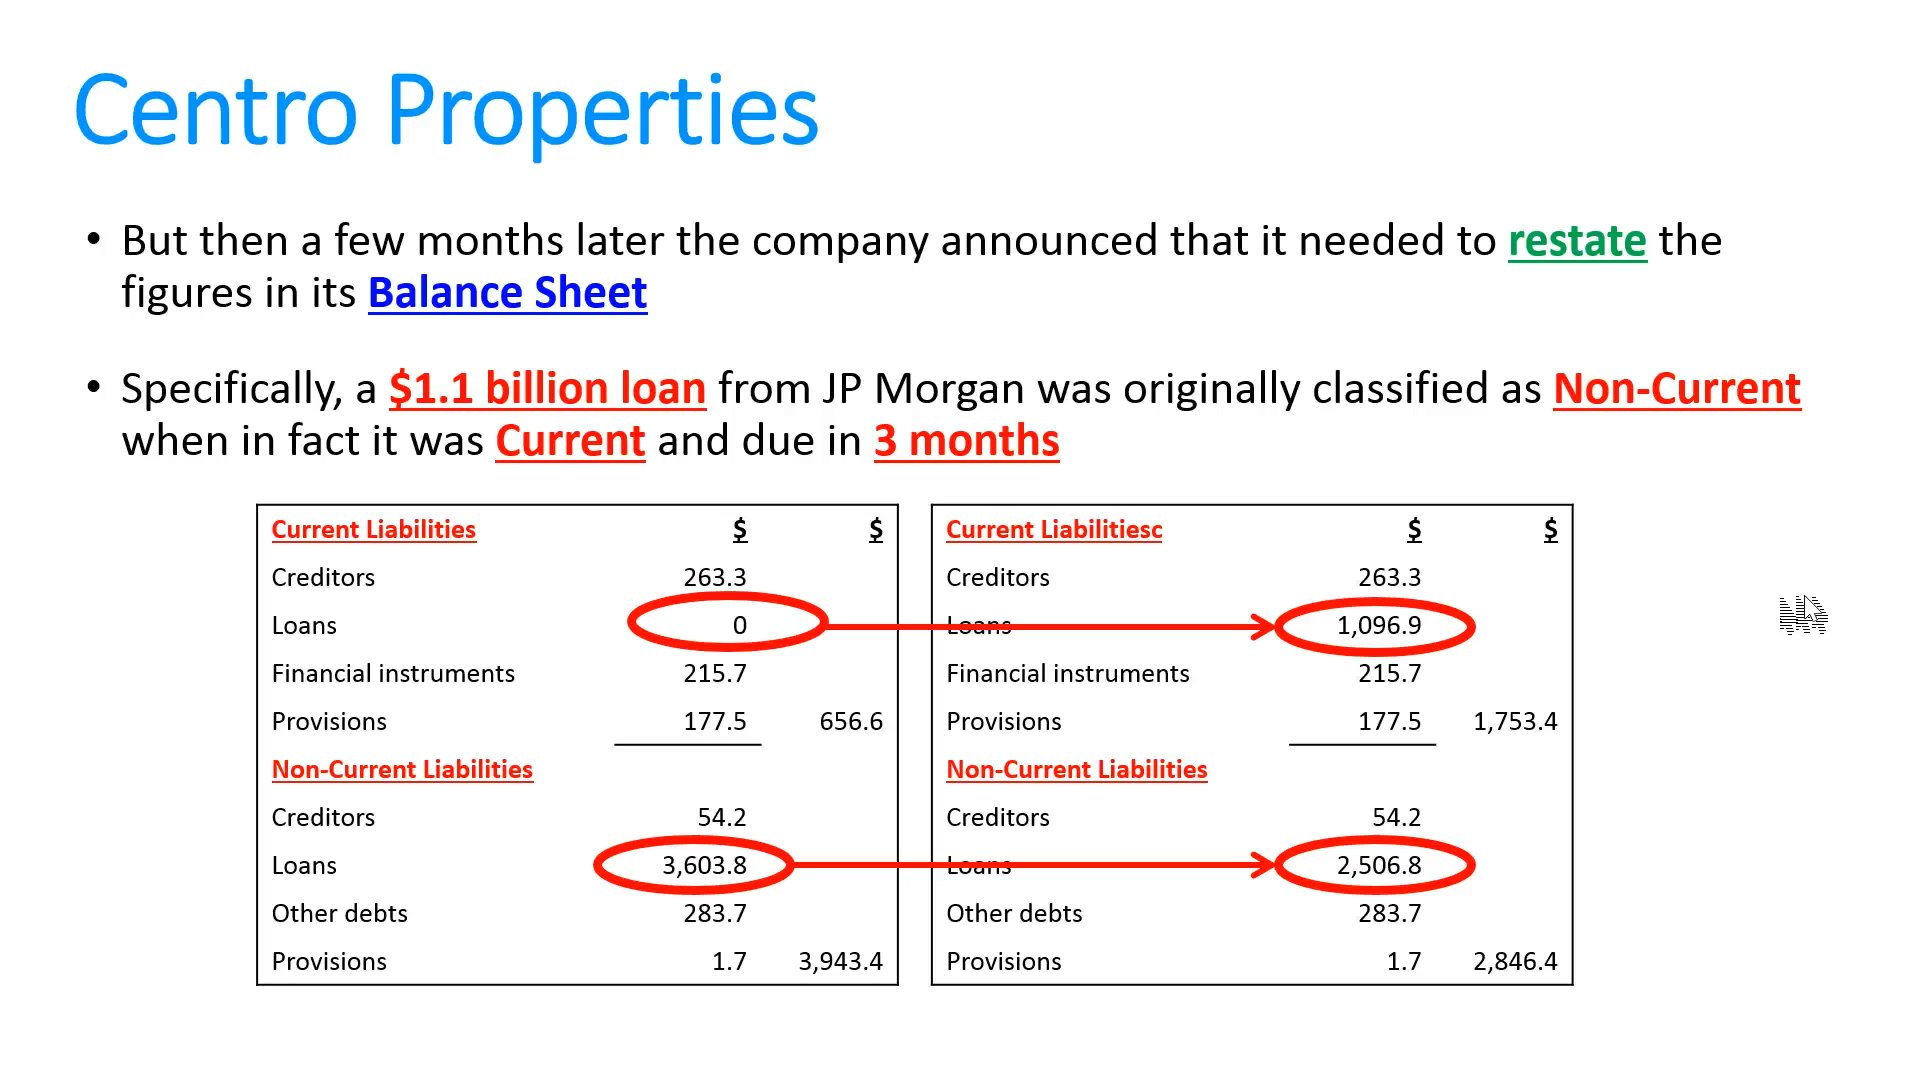 Centro Properties
• But then a few months later the company announced that it needed to restate the
figures in its Balance Sheet
• Specifically, a $1.1 billion loan from JP Morgan was originally classified as Non-Current
when in fact it was Current and due in 3 months
Current Liabilities $ $
Creditors 263.3
Loans 0
Financial instruments 215.7
Provisions 177.5 656.6
Non-Current Liabilities
Creditors 54.2
Loans 3,603.8
Other debts 283.7
Provisions 1.7 3,943.4
Current Liabilitiesc $ $
Creditors 263.3
Loans 1,096.9
Financial instruments 215.7
Provisions 177.5 1,753.4
Non-Current Liabilities
Creditors 54.2
Loans 2,506.8
Other debts 283.7
Provisions 1.7 2,846.4